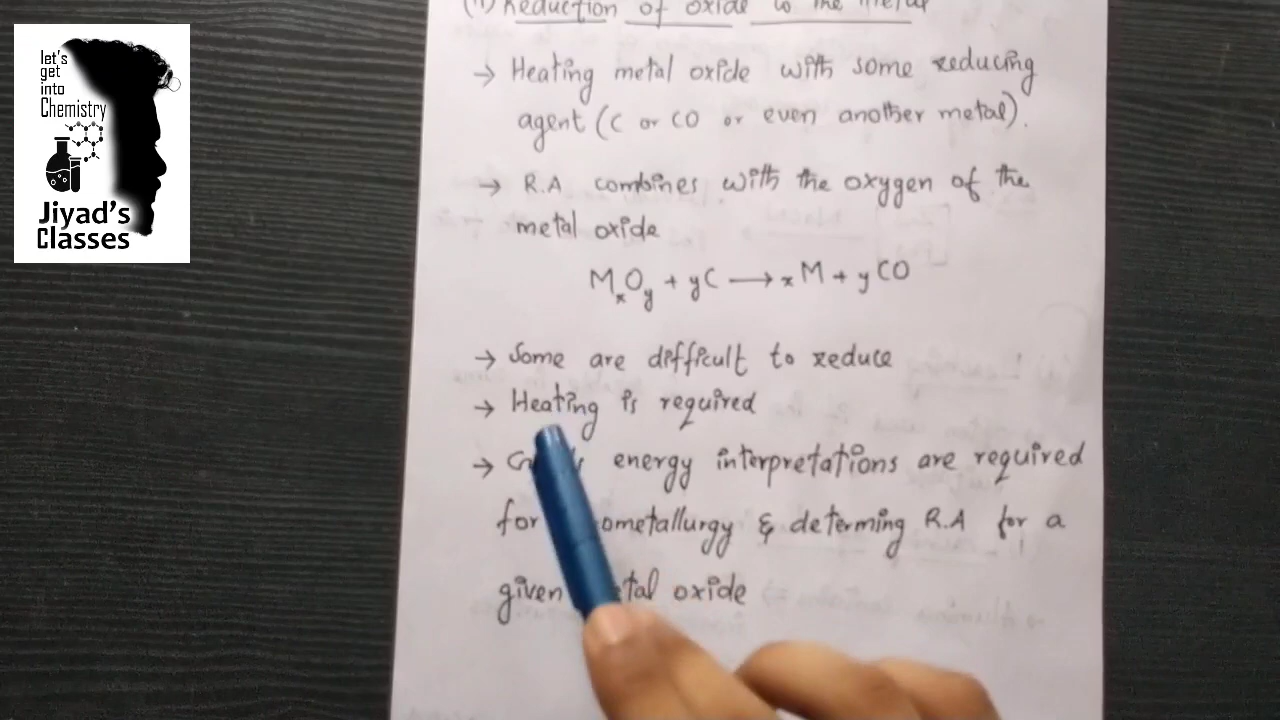 let's
get
into
Chemistry
Jiyad's
Classes
(ii) Reduction of oxide to the metal
→ Heating metal oxide with some reducing
agent (C or CO or even another metal).
→ R.A combines with the oxygen of the
metal oxide
MxOy + yC → xM + yCO
→ Some are difficult to reduce
→ Heating is required
→ energy interpretations are required
for ometallurgy & determing R.A for a
given etal oxide